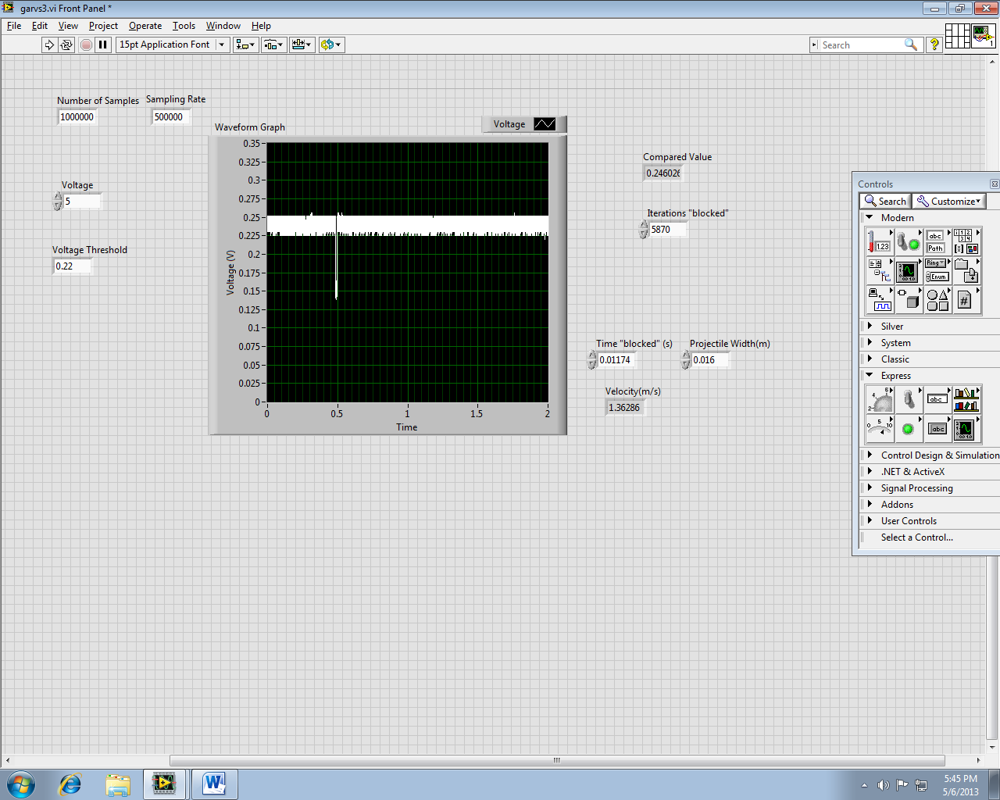 garvs3.vi Front Panel *
File Edit View Project Operate Tools Window Help
15pt Application Font
Search
Number of Samples
1000000
Sampling Rate
500000
Voltage
5
Voltage Threshold
0.22
Waveform Graph
Voltage
0.35
0.325
0.3
0.275
0.25
0.225
0.2
0.175
0.15
0.125
0.1
0.075
0.05
0.025
0
Voltage (V)
0 0.5 1 1.5 2
Time
Compared Value
0.246026
Iterations "blocked"
5870
Time "blocked" (s)
0.01174
Projectile Width(m)
0.016
Velocity(m/s)
1.36286
Controls
Search Customize
Modern
1.23
abc
Path
Ring
Enum
#
Silver
System
Classic
Express
abc
0 5 10
abc
Control Design & Simulation
.NET & ActiveX
Signal Processing
Addons
User Controls
Select a Control...
5:45 PM
5/6/2013